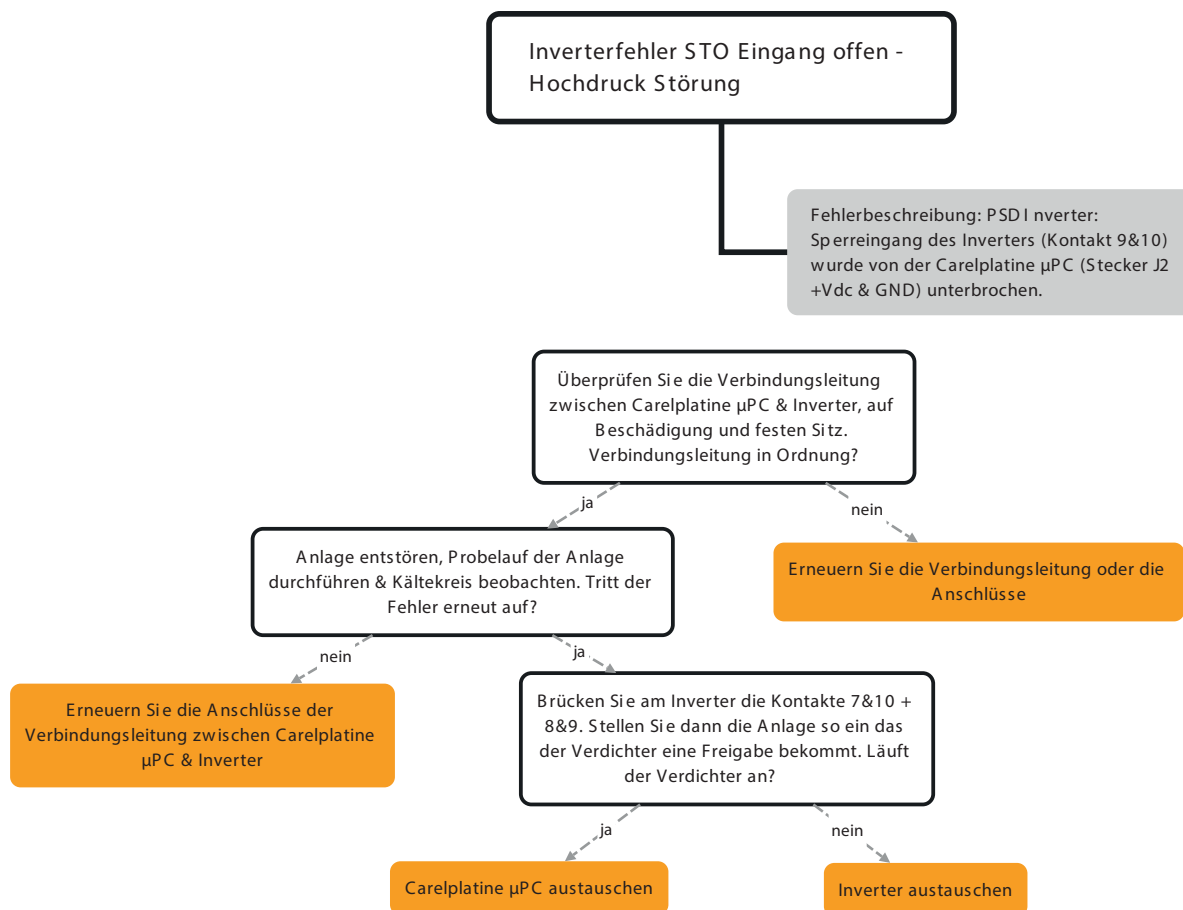 Inverterfehler STO Eingang offen -
Hochdruck Störung
Fehlerbeschreibung: PSD Inverter:
Sperreingang des Inverters (Kontakt 9&10)
wurde von der Carelplatine µPC (Stecker J2
+Vdc & GND) unterbrochen.
Überprüfen Sie die Verbindungsleitung
zwischen Carelplatine µPC & Inverter, auf
Beschädigung und festen Sitz.
Verbindungsleitung in Ordnung?
ja
nein
Anlage entstören, Probelauf der Anlage
durchführen & Kältekreis beobachten. Tritt der
Fehler erneut auf?
Erneuern Sie die Verbindungsleitung oder die
Anschlüsse
nein
ja
Erneuern Sie die Anschlüsse der
Verbindungsleitung zwischen Carelplatine
µPC & Inverter
Brücken Sie am Inverter die Kontakte 7&10 +
8&9. Stellen Sie dann die Anlage so ein das
der Verdichter eine Freigabe bekommt. Läuft
der Verdichter an?
ja
nein
Carelplatine µPC austauschen
Inverter austauschen